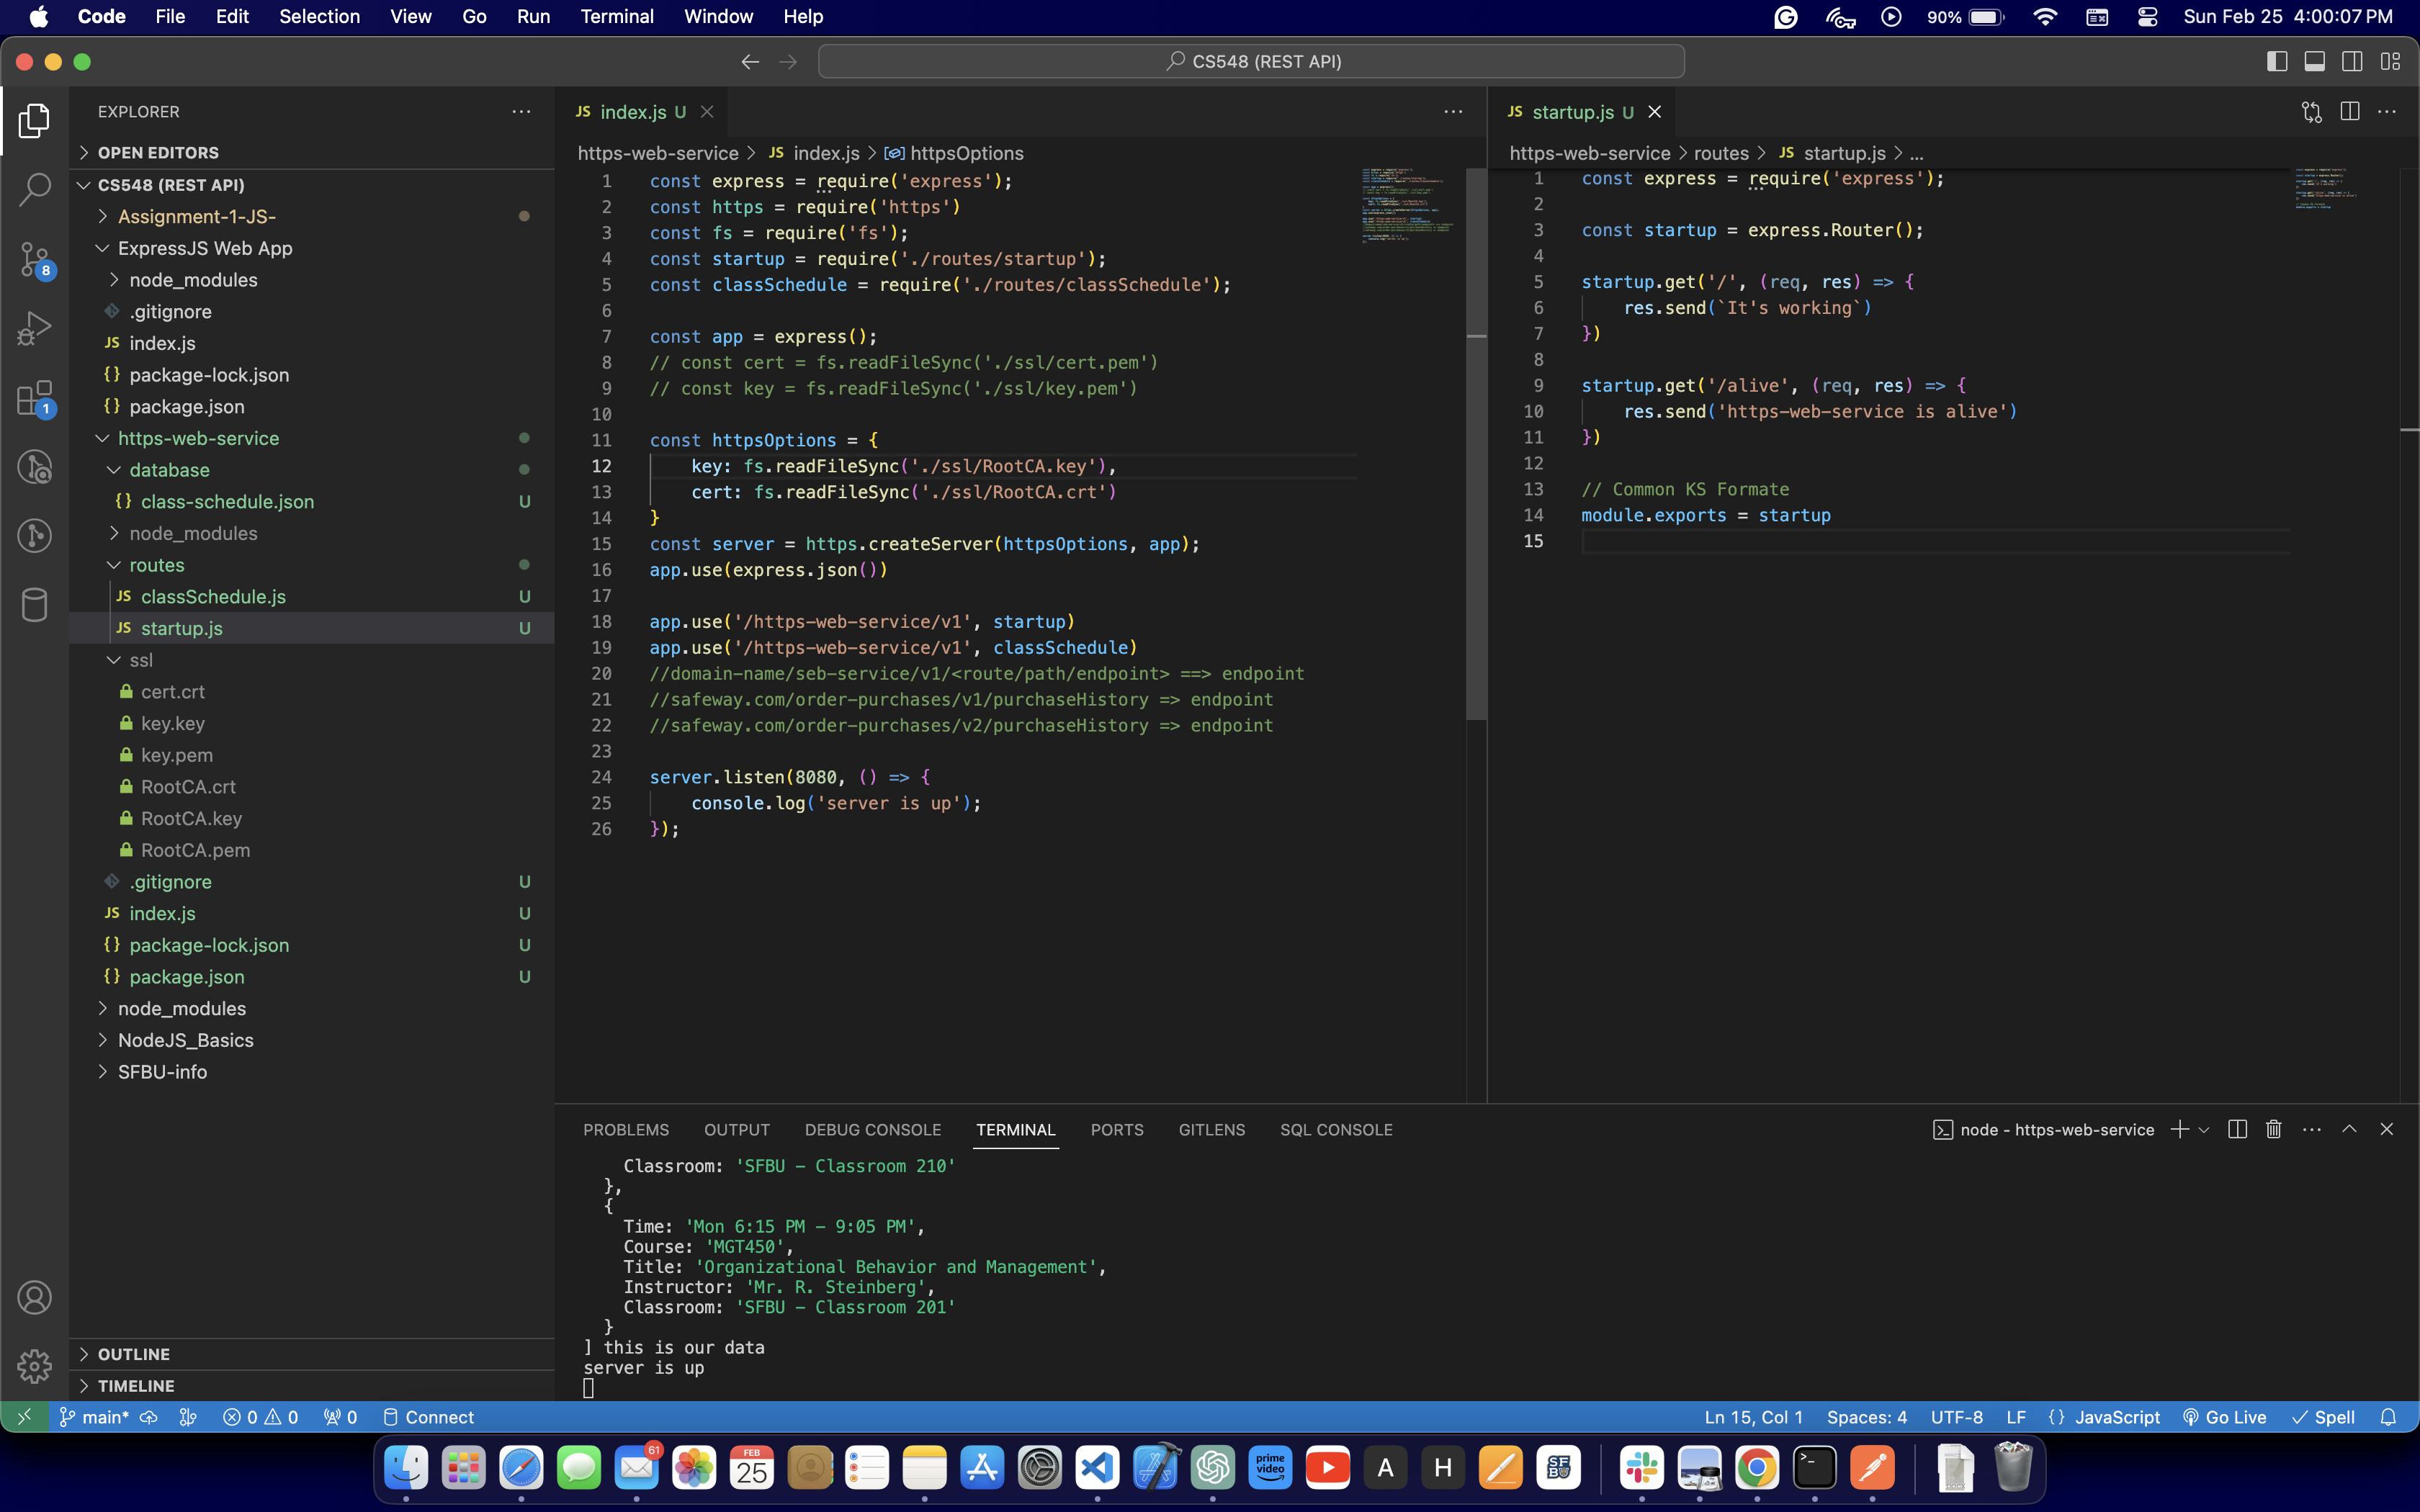 Code File Edit Selection View Go Run Terminal Window Help
90% Sun Feb 25 4:00:07 PM
CS548 (REST API)
EXPLORER
OPEN EDITORS
CS548 (REST API)
Assignment-1-JS-
ExpressJS Web App
node_modules
.gitignore
JS index.js
{} package-lock.json
{} package.json
https-web-service
database
{} class-schedule.json U
node_modules
routes
JS classSchedule.js U
JS startup.js U
ssl
cert.crt
key.key
key.pem
RootCA.crt
RootCA.key
RootCA.pem
.gitignore U
JS index.js U
{} package-lock.json U
{} package.json U
node_modules
NodeJS_Basics
SFBU-info
OUTLINE
TIMELINE
8
1
JS index.js U
https-web-service > JS index.js > httpsOptions
1 const express = require('express');
2 const https = require('https')
3 const fs = require('fs');
4 const startup = require('./routes/startup');
5 const classSchedule = require('./routes/classSchedule');
6
7 const app = express();
8 // const cert = fs.readFileSync('./ssl/cert.pem')
9 // const key = fs.readFileSync('./ssl/key.pem')
10
11 const httpsOptions = {
12 key: fs.readFileSync('./ssl/RootCA.key'),
13 cert: fs.readFileSync('./ssl/RootCA.crt')
14 }
15 const server = https.createServer(httpsOptions, app);
16 app.use(express.json())
17
18 app.use('/https-web-service/v1', startup)
19 app.use('/https-web-service/v1', classSchedule)
20 //domain-name/seb-service/v1/<route/path/endpoint> ==> endpoint
21 //safeway.com/order-purchases/v1/purchaseHistory => endpoint
22 //safeway.com/order-purchases/v2/purchaseHistory => endpoint
23
24 server.listen(8080, () => {
25 console.log('server is up');
26 });
JS startup.js U
https-web-service > routes > JS startup.js > ...
1 const express = require('express');
2
3 const startup = express.Router();
4
5 startup.get('/', (req, res) => {
6 res.send(`It's working`)
7 })
8
9 startup.get('/alive', (req, res) => {
10 res.send('https-web-service is alive')
11 })
12
13 // Common KS Formate
14 module.exports = startup
15
PROBLEMS OUTPUT DEBUG CONSOLE TERMINAL PORTS GITLENS SQL CONSOLE
node - https-web-service
Classroom: 'SFBU - Classroom 210'
},
{
Time: 'Mon 6:15 PM - 9:05 PM',
Course: 'MGT450',
Title: 'Organizational Behavior and Management',
Instructor: 'Mr. R. Steinberg',
Classroom: 'SFBU - Classroom 201'
}
] this is our data
server is up
main* 0 0 0 Connect
Ln 15, Col 1 Spaces: 4 UTF-8 LF {} JavaScript Go Live Spell
61
FEB
25
prime video
A
H
SFBU